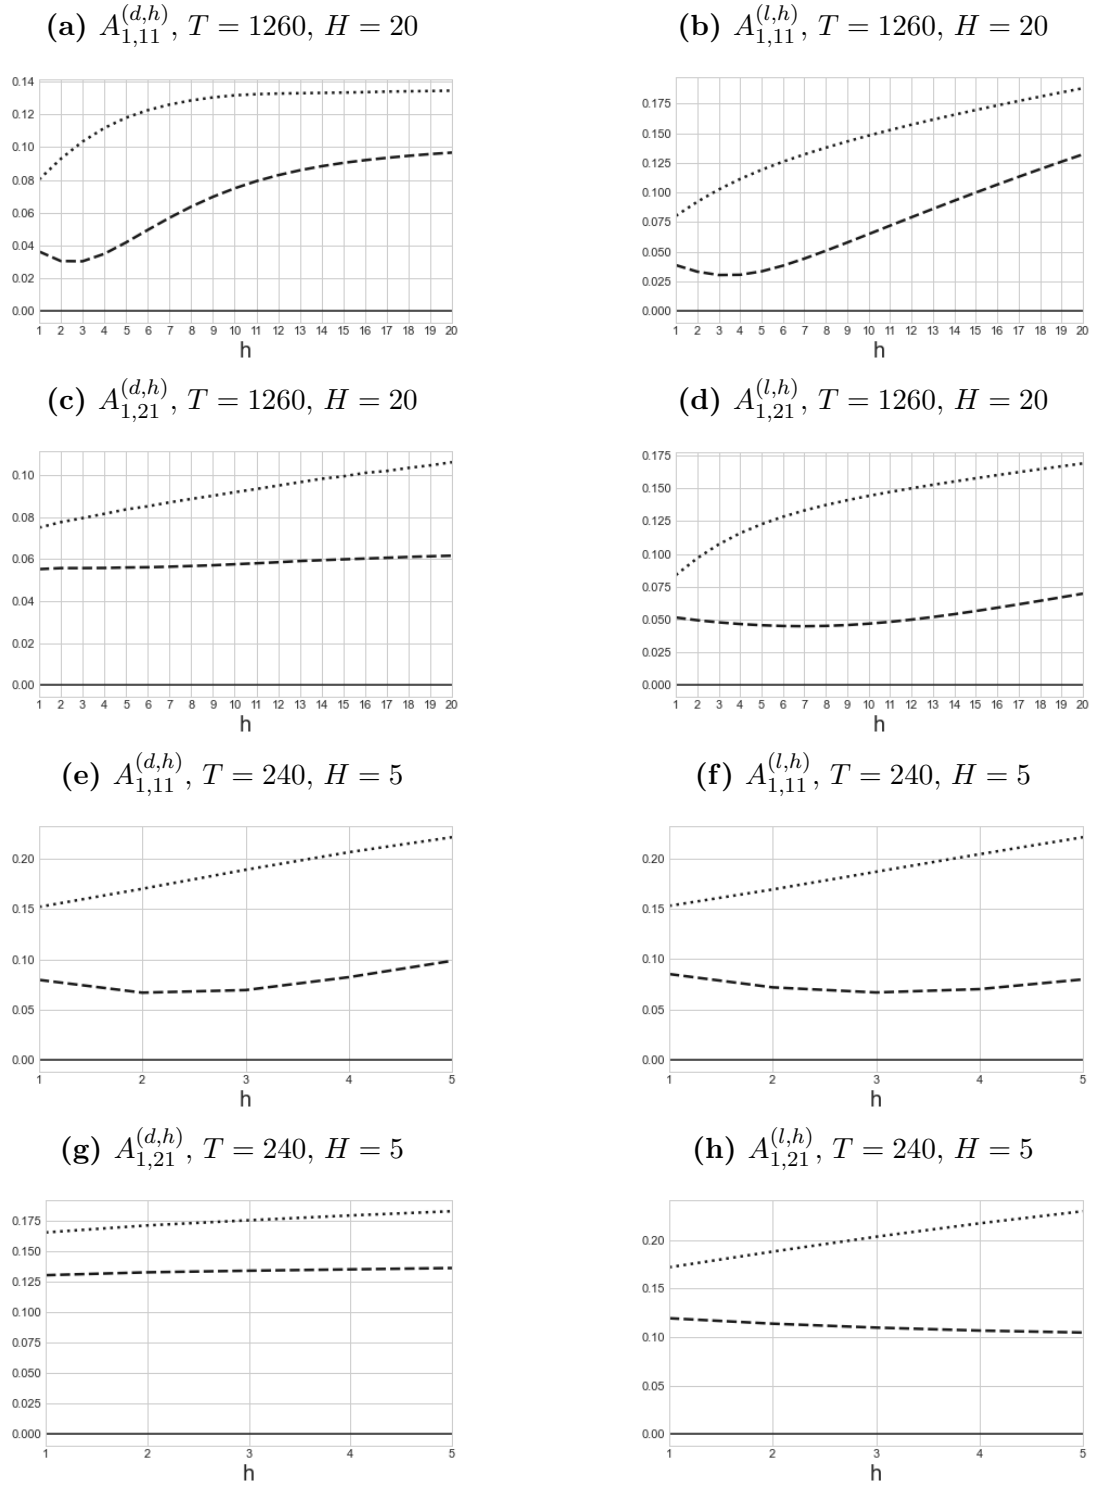 (a) $A_{1,11}^{(d,h)}$, $T = 1260$, $H = 20$
0.14
0.12
0.10
0.08
0.06
0.04
0.02
0.00
1 2 3 4 5 6 7 8 9 10 11 12 13 14 15 16 17 18 19 20
h
(b) $A_{1,11}^{(l,h)}$, $T = 1260$, $H = 20$
0.175
0.150
0.125
0.100
0.075
0.050
0.025
0.000
1 2 3 4 5 6 7 8 9 10 11 12 13 14 15 16 17 18 19 20
h
(c) $A_{1,21}^{(d,h)}$, $T = 1260$, $H = 20$
0.10
0.08
0.06
0.04
0.02
0.00
1 2 3 4 5 6 7 8 9 10 11 12 13 14 15 16 17 18 19 20
h
(d) $A_{1,21}^{(l,h)}$, $T = 1260$, $H = 20$
0.175
0.150
0.125
0.100
0.075
0.050
0.025
0.000
1 2 3 4 5 6 7 8 9 10 11 12 13 14 15 16 17 18 19 20
h
(e) $A_{1,11}^{(d,h)}$, $T = 240$, $H = 5$
0.20
0.15
0.10
0.05
0.00
1 2 3 4 5
h
(f) $A_{1,11}^{(l,h)}$, $T = 240$, $H = 5$
0.20
0.15
0.10
0.05
0.00
1 2 3 4 5
h
(g) $A_{1,21}^{(d,h)}$, $T = 240$, $H = 5$
0.175
0.150
0.125
0.100
0.075
0.050
0.025
0.000
1 2 3 4 5
h
(h) $A_{1,21}^{(l,h)}$, $T = 240$, $H = 5$
0.20
0.15
0.10
0.05
0.00
1 2 3 4 5
h